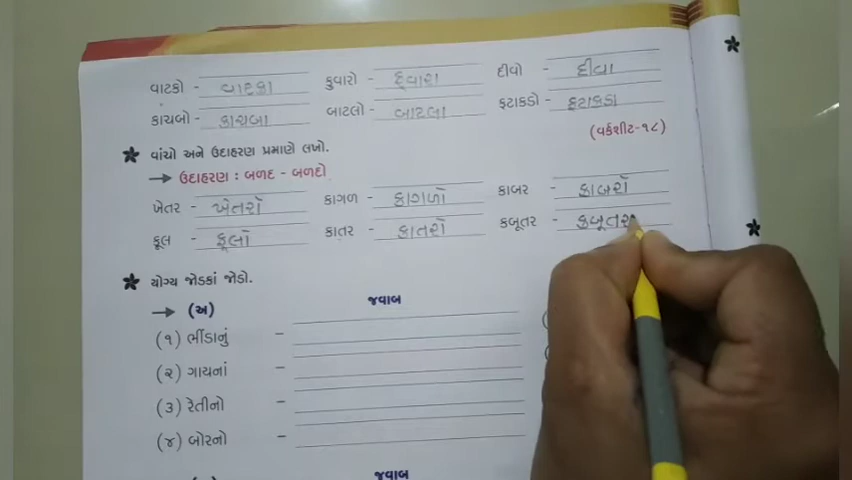 વાટકો - વાટકા ફુવારો - ફુવારા દીવો - દીવા
કાચબો - કાચબા બાટલો - બાટલા ફટાકડો - ફટાકડા
(વર્કશીટ-૧૮)
★ વાંચો અને ઉદાહરણ પ્રમાણે લખો.
→ ઉદાહરણ : બળદ - બળદો
ખેતર - ખેતરો કાગળ - કાગળો કાબર - કાબરો
ફૂલ - ફૂલો કાતર - કાતરો કબૂતર - કબૂતર
★ યોગ્ય જોડકાં જોડો.
→ (અ) જવાબ
(૧) ભીંડાનું -
(૨) ગાયનાં -
(૩) રેતીનો -
(૪) બોરનો -
જવાબ